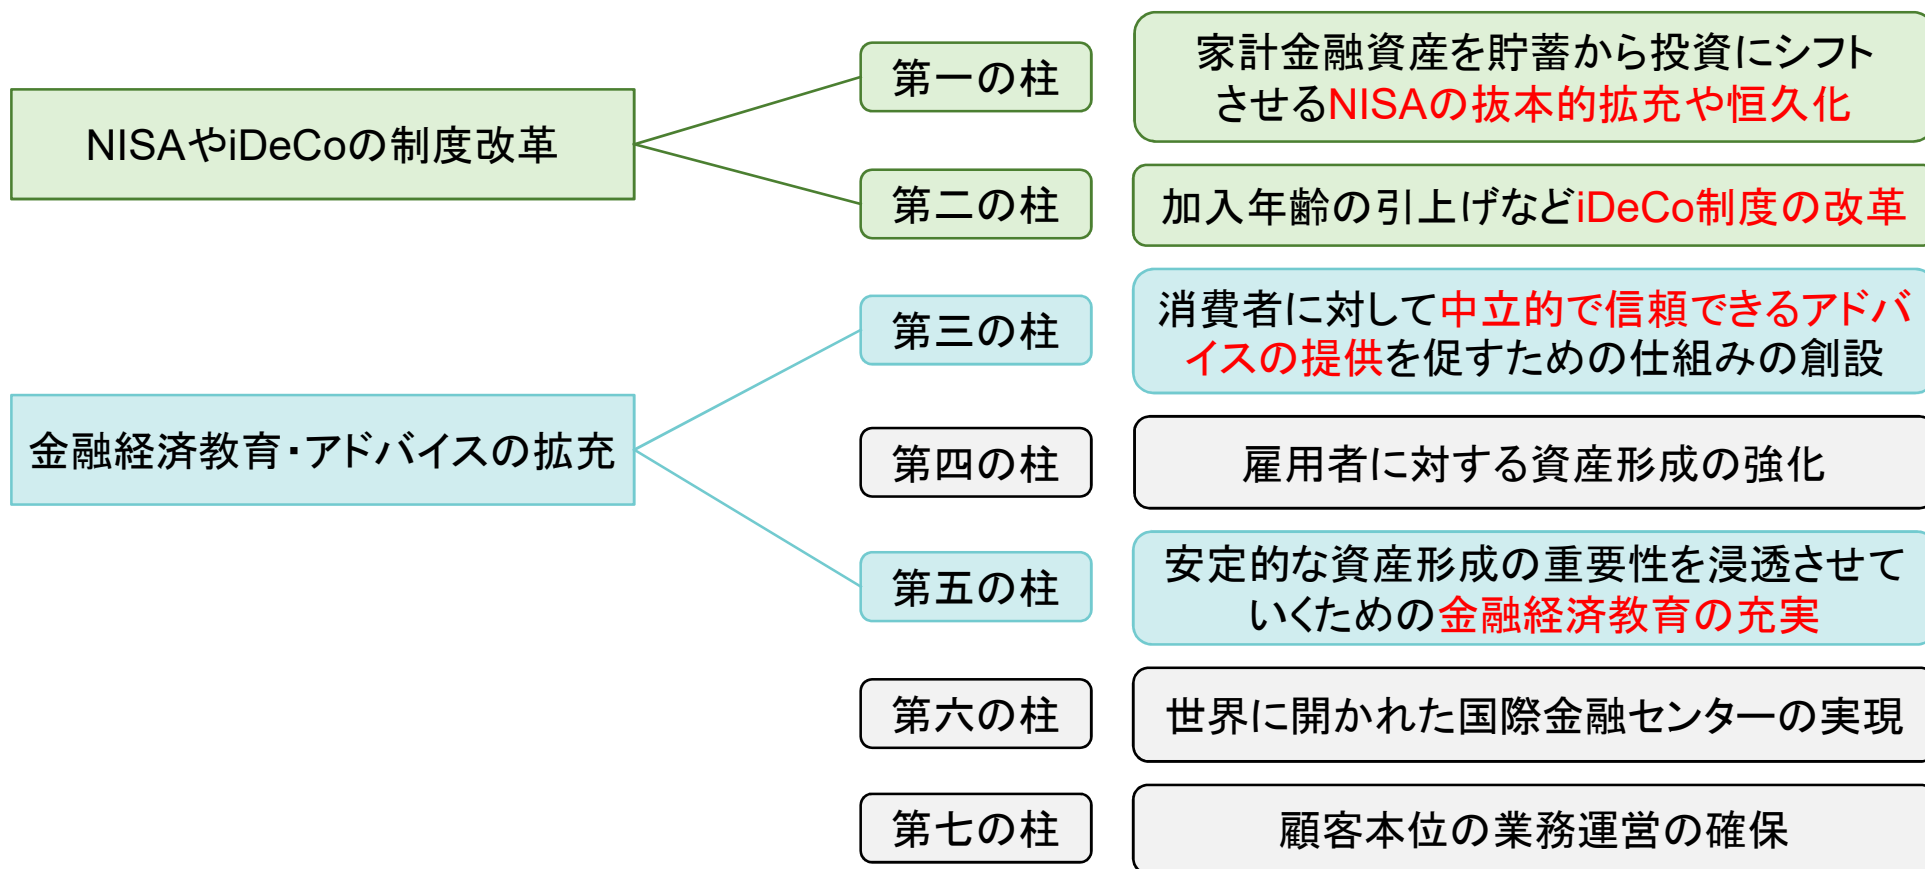 NISAやiDeCoの制度改革
第一の柱
家計金融資産を貯蓄から投資にシフト
させるNISAの抜本的拡充や恒久化
第二の柱
加入年齢の引上げなどiDeCo制度の改革
金融経済教育・アドバイスの拡充
第三の柱
消費者に対して中立的で信頼できるアドバ
イスの提供を促すための仕組みの創設
第四の柱
雇用者に対する資産形成の強化
第五の柱
安定的な資産形成の重要性を浸透させて
いくための金融経済教育の充実
第六の柱
世界に開かれた国際金融センターの実現
第七の柱
顧客本位の業務運営の確保